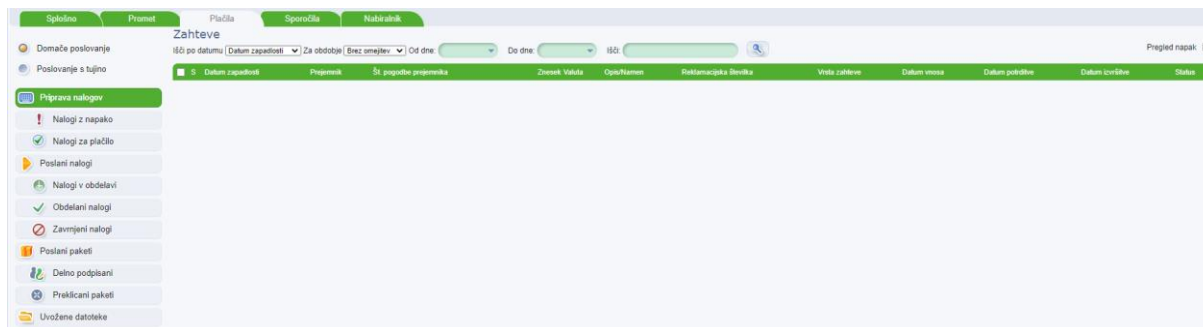 Splošno Promet Plačila Sporočila Nabiralnik
Zahteve
Išči po datumu Datum zapadlosti Za obdobje Brez omejitev Od dne: Do dne: Išči: Pregled napak
S Datum zapadlosti Prejemnik Št. pogodbe prejemnika Znesek Valuta Opis/Namen Reklamacijska številka Vrsta zahteve Datum vnosa Datum potrditve Datum izvršitve Status
Domače poslovanje
Poslovanje s tujino
Priprava nalogov
Nalogi z napako
Nalogi za plačilo
Poslani nalogi
Nalogi v obdelavi
Obdelani nalogi
Zavrnjeni nalogi
Poslani paketi
Delno podpisani
Preklicani paketi
Uvožene datoteke